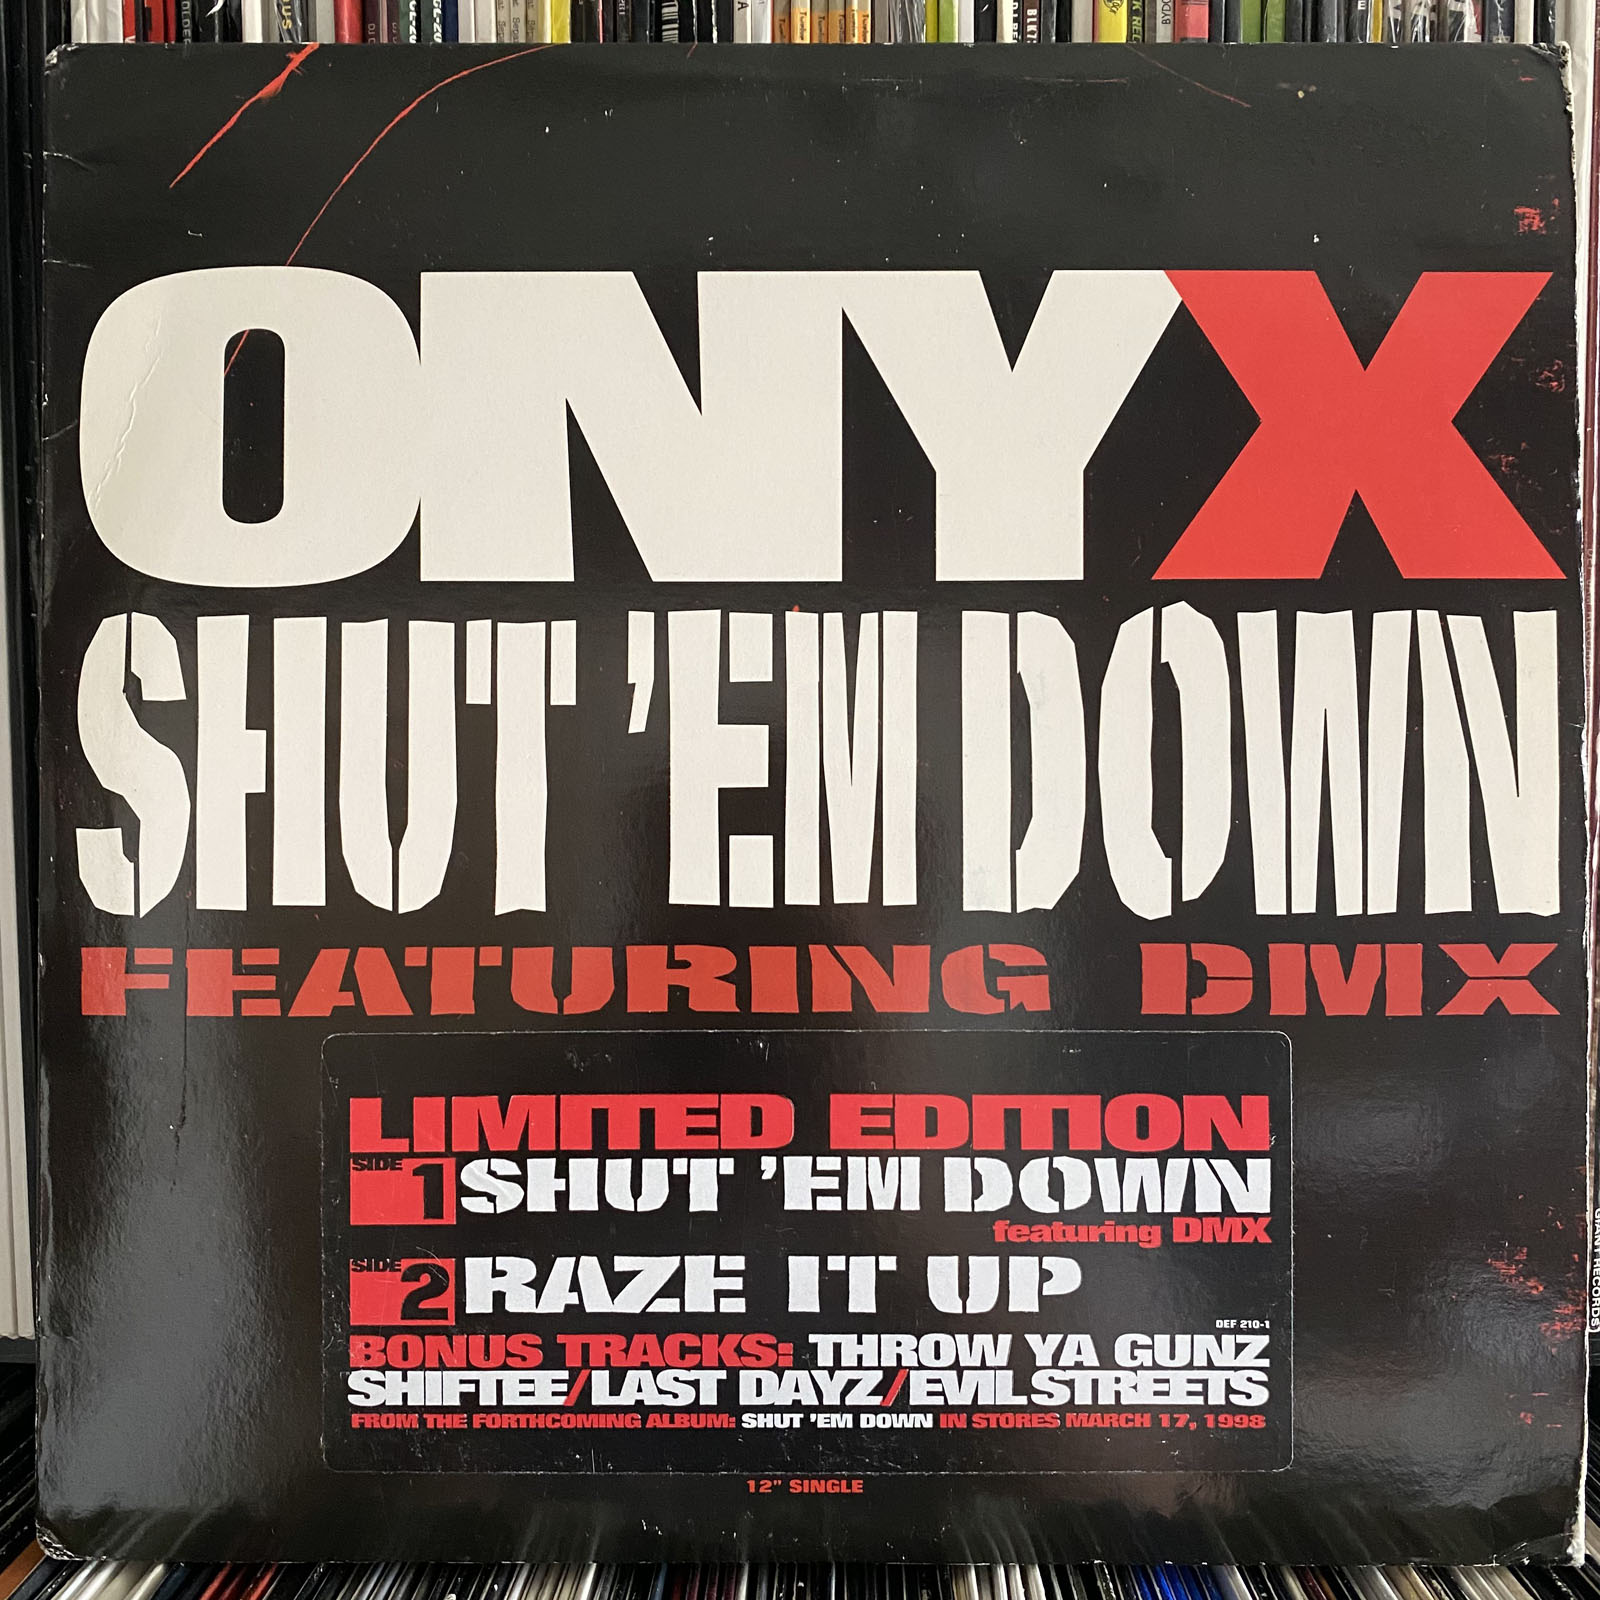 ONYX
SHUT 'EM DOWN
FEATURING DMX
LIMITED EDITION
SIDE 1 SHUT 'EM DOWN
featuring DMX
SIDE 2 RAZE IT UP
DEF 210-1
BONUS TRACKS: THROW YA GUNZ
SHIFTEE/LAST DAYZ/EVIL STREETS
FROM THE FORTHCOMING ALBUM: SHUT 'EM DOWN IN STORES MARCH 17, 1998
12" SINGLE